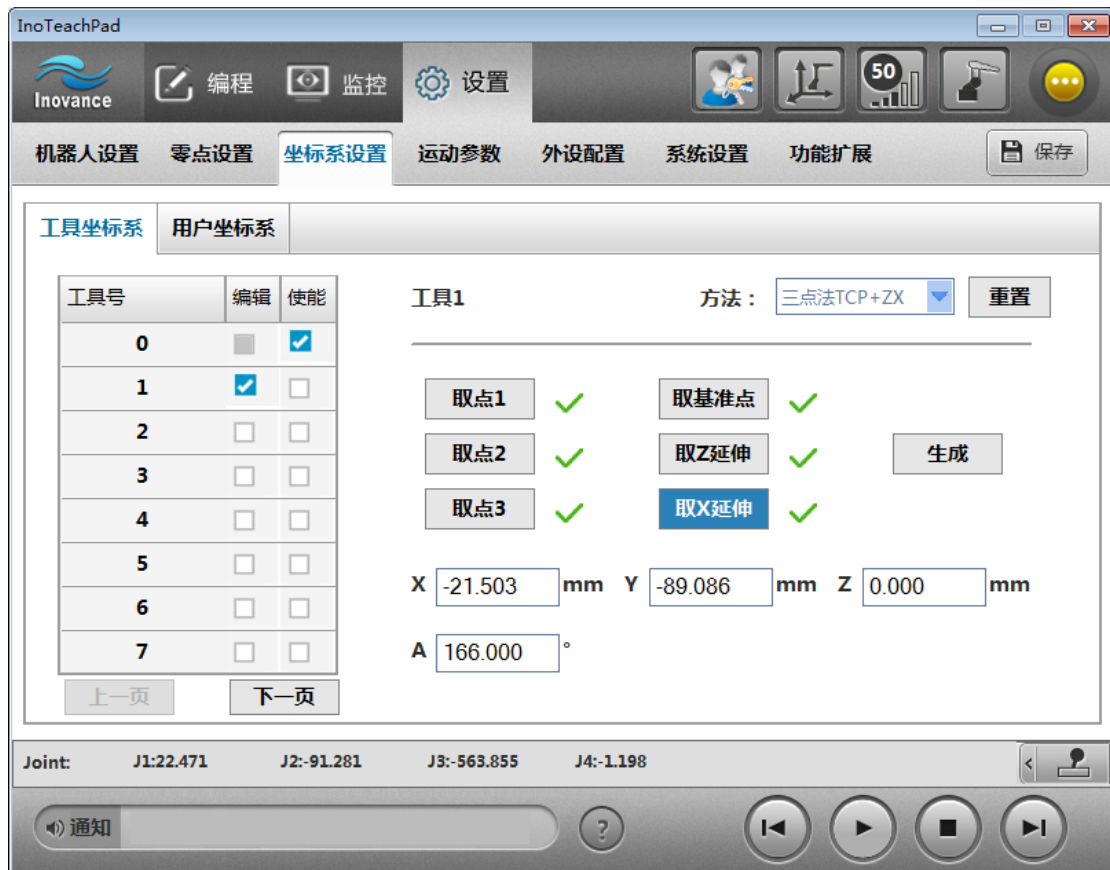 InoTeachPad
Inovance 编程 监控 设置 50
机器人设置 零点设置 坐标系设置 运动参数 外设配置 系统设置 功能扩展 保存
工具坐标系 用户坐标系
工具号 编辑 使能
0
1
2
3
4
5
6
7
上一页 下一页
工具1 方法： 三点法TCP+ZX 重置
取点1 取基准点
取点2 取Z延伸 生成
取点3 取X延伸
X -21.503 mm Y -89.086 mm Z 0.000 mm
A 166.000 °
Joint: J1:22.471 J2:-91.281 J3:-563.855 J4:-1.198 <
通知 ?